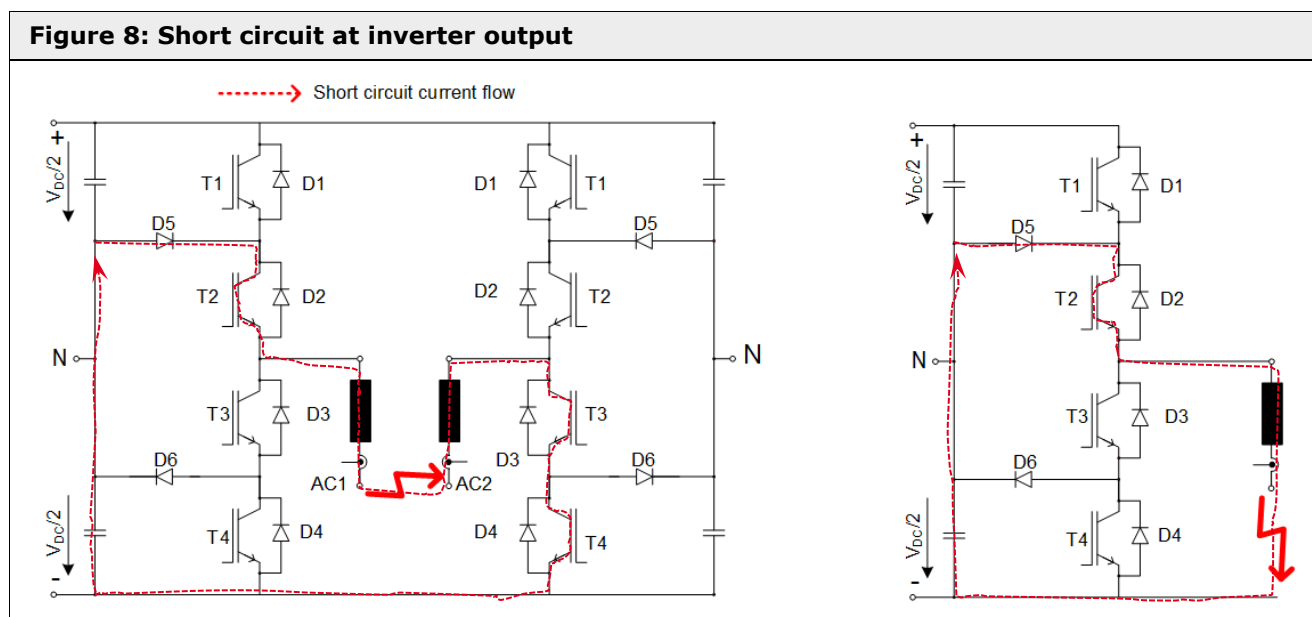 Figure 8: Short circuit at inverter output
Short circuit current flow
+
VDC/2
T1
D1
D1
T1
D5
D5
T2
D2
D2
T2
N
N
T3
D3
T3
D3
D6
D6
AC1
AC2
VDC/2
T4
D4
D4
T4
-
+
VDC/2
T1
D1
D5
T2
D2
N
T3
D3
D6
VDC/2
T4
D4
-